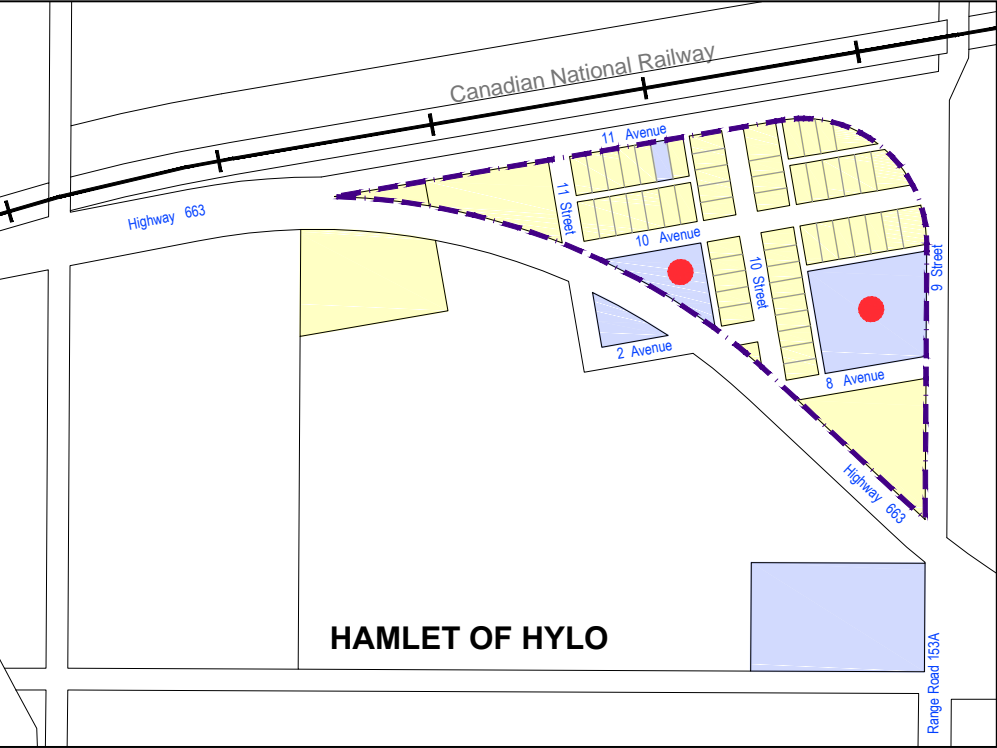 Canadian National Railway
11 Avenue
11 Street
Highway 663
10 Avenue
9 Street
10 Street
2 Avenue
8 Avenue
Highway 663
HAMLET OF HYLO
Range Road 153A